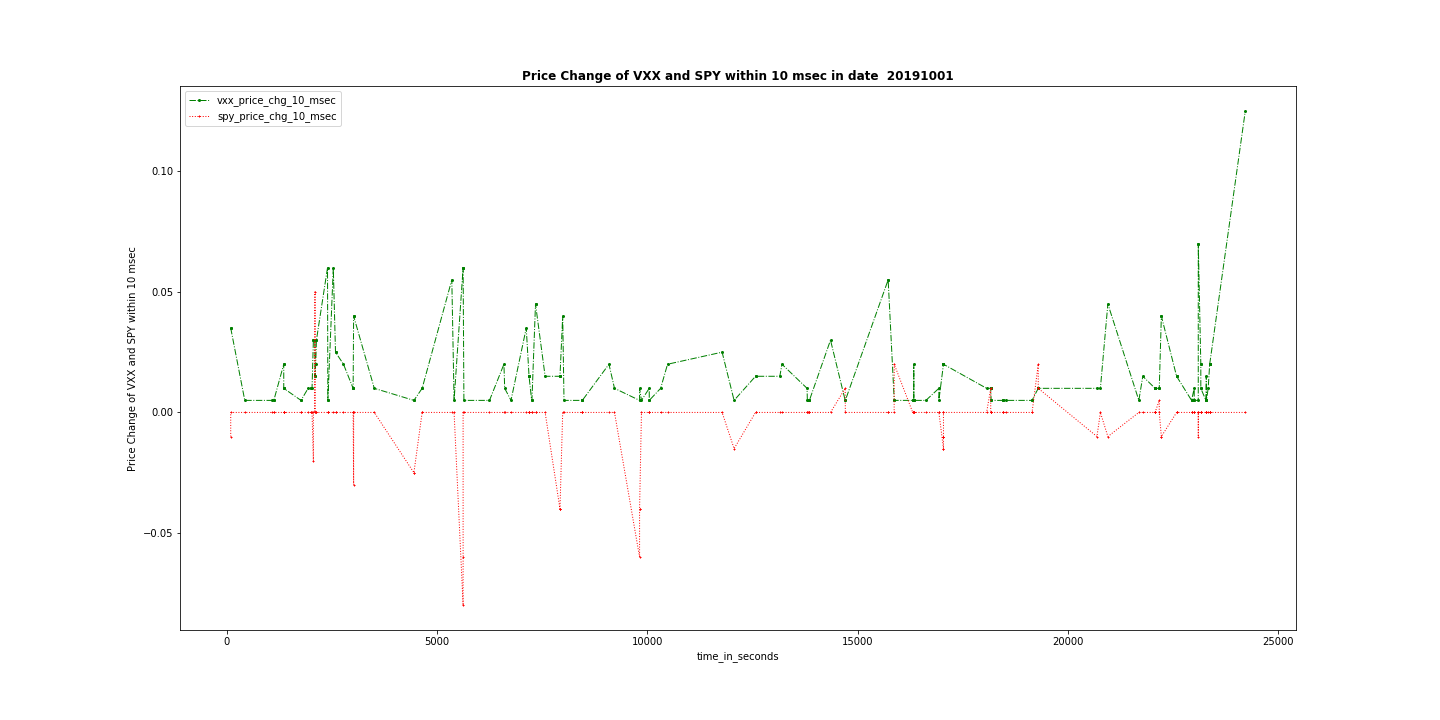 Price Change of VXX and SPY within 10 msec in date  20191001
vxx_price_chg_10_msec
spy_price_chg_10_msec
Price Change of VXX and SPY within 10 msec
0.10
0.05
0.00
−0.05
0
5000
10000
15000
20000
25000
time_in_seconds